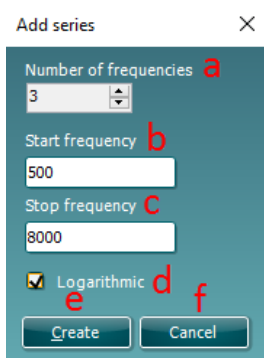 Add series
Number of frequencies a
3
Start frequency b
500
Stop frequency c
8000
Logarithmic d
e f
Create Cancel